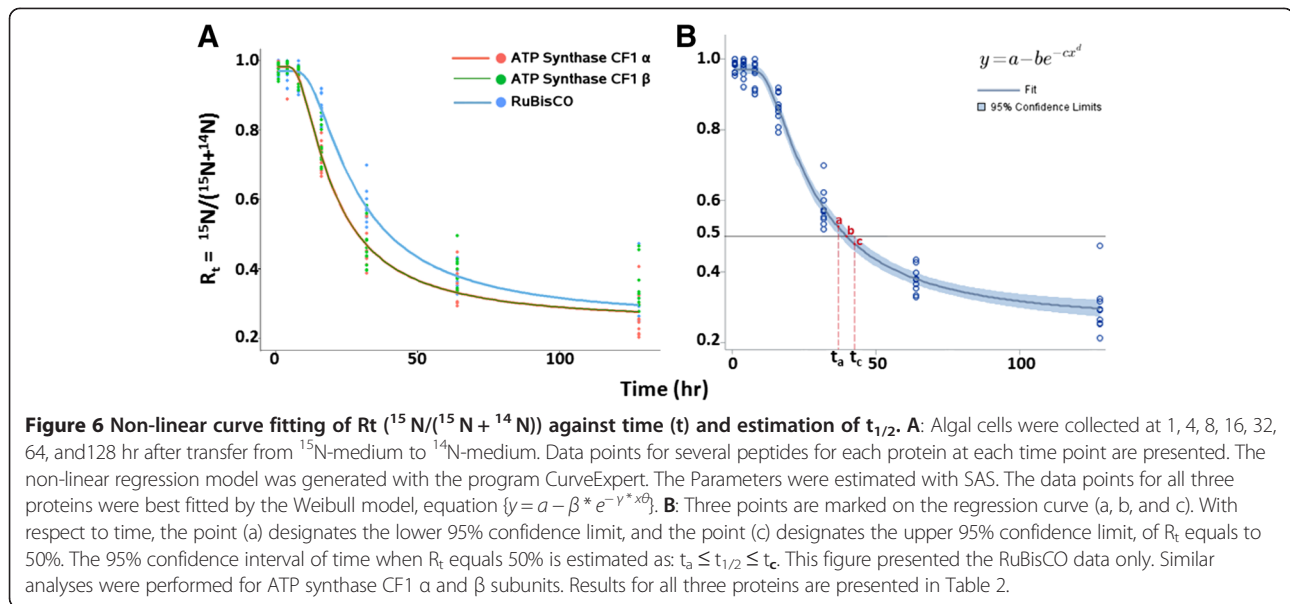 A
B
1.0
0.8
0.6
0.4
0.2
R_t = ^15N/(^15N+^14N)
ATP Synthase CF1 α
ATP Synthase CF1 β
RuBisCO
0 50 100
1.0
0.8
0.6
0.5
0.4
0.2
y = a − be^{−cx^d}
Fit
95% Confidence Limits
a
b
c
0 50 100
t_a t_c
Time (hr)
Figure 6 Non-linear curve fitting of Rt (^15 N/(^15 N + ^14 N)) against time (t) and estimation of t_1/2. A: Algal cells were collected at 1, 4, 8, 16, 32,
64, and128 hr after transfer from ^15N-medium to ^14N-medium. Data points for several peptides for each protein at each time point are presented. The
non-linear regression model was generated with the program CurveExpert. The Parameters were estimated with SAS. The data points for all three
proteins were best fitted by the Weibull model, equation {y = a − β * e^{−γ * xθ}}. B: Three points are marked on the regression curve (a, b, and c). With
respect to time, the point (a) designates the lower 95% confidence limit, and the point (c) designates the upper 95% confidence limit, of R_t equals to
50%. The 95% confidence interval of time when R_t equals 50% is estimated as: t_a ≤ t_1/2 ≤ t_c. This figure presented the RuBisCO data only. Similar
analyses were performed for ATP synthase CF1 α and β subunits. Results for all three proteins are presented in Table 2.